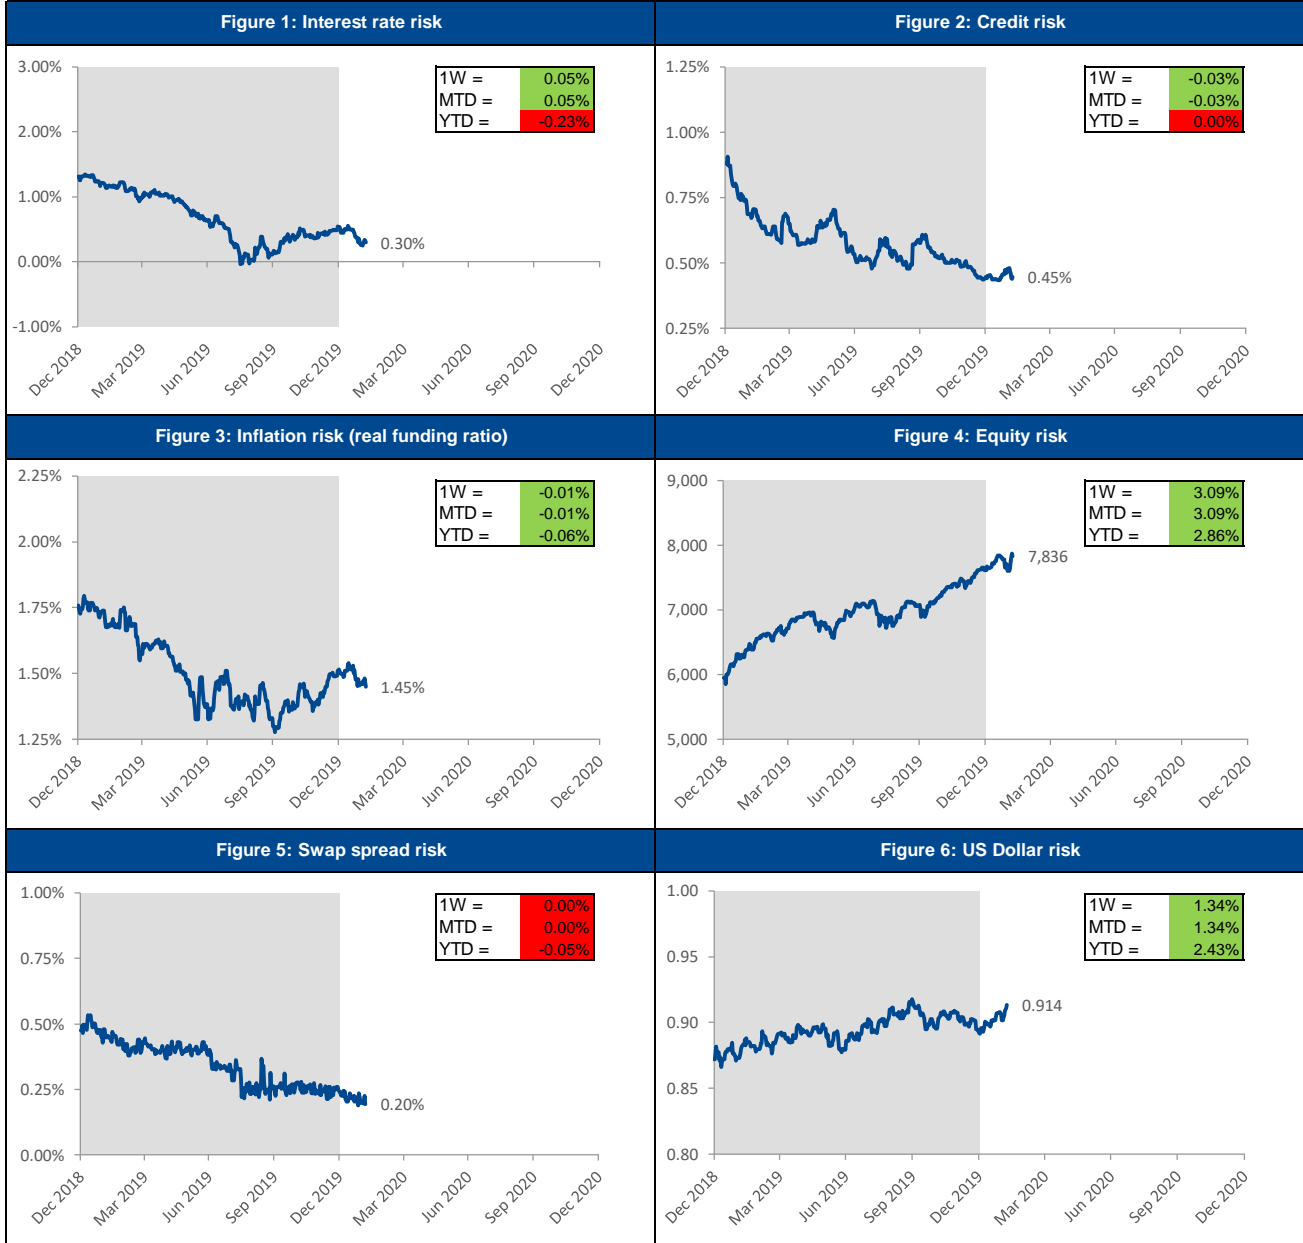 Figure 1: Interest rate risk
3.00%
2.00%
1.00%
0.00%
-1.00%
1W = 0.05%
MTD = 0.05%
YTD = -0.23%
0.30%
Dec 2018 Mar 2019 Jun 2019 Sep 2019 Dec 2019 Mar 2020 Jun 2020 Sep 2020 Dec 2020
Figure 2: Credit risk
1.25%
1.00%
0.75%
0.50%
0.25%
1W = -0.03%
MTD = -0.03%
YTD = 0.00%
0.45%
Dec 2018 Mar 2019 Jun 2019 Sep 2019 Dec 2019 Mar 2020 Jun 2020 Sep 2020 Dec 2020
Figure 3: Inflation risk (real funding ratio)
2.25%
2.00%
1.75%
1.50%
1.25%
1W = -0.01%
MTD = -0.01%
YTD = -0.06%
1.45%
Dec 2018 Mar 2019 Jun 2019 Sep 2019 Dec 2019 Mar 2020 Jun 2020 Sep 2020 Dec 2020
Figure 4: Equity risk
9,000
8,000
7,000
6,000
5,000
1W = 3.09%
MTD = 3.09%
YTD = 2.86%
7,836
Dec 2018 Mar 2019 Jun 2019 Sep 2019 Dec 2019 Mar 2020 Jun 2020 Sep 2020 Dec 2020
Figure 5: Swap spread risk
1.00%
0.75%
0.50%
0.25%
0.00%
1W = 0.00%
MTD = 0.00%
YTD = -0.05%
0.20%
Dec 2018 Mar 2019 Jun 2019 Sep 2019 Dec 2019 Mar 2020 Jun 2020 Sep 2020 Dec 2020
Figure 6: US Dollar risk
1.00
0.95
0.90
0.85
0.80
1W = 1.34%
MTD = 1.34%
YTD = 2.43%
0.914
Dec 2018 Mar 2019 Jun 2019 Sep 2019 Dec 2019 Mar 2020 Jun 2020 Sep 2020 Dec 2020